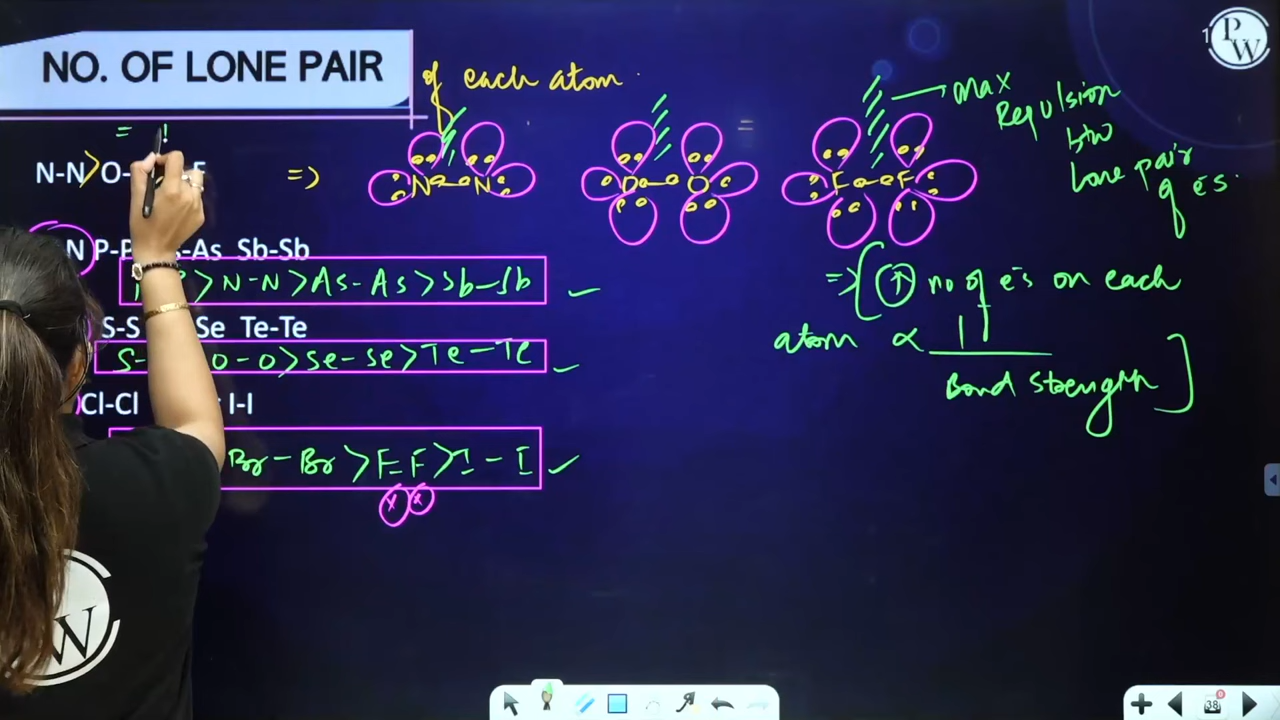 NO. OF LONE PAIR
of each atom
N-N > O- -F =>
N - N
O - O
=
F - F
→ max
Repulsion
b/w
Lone pair
of e's.
N P-P -As Sb-Sb
> N-N > As-As > Sb-Sb
=> ↑ no of e's on each
atom ∝ 1
Bond Strength
S-S Se Te-Te
S- O-O > Se-Se > Te-Te
Cl-Cl I-I
Br-Br > F-F > I-I
x x
PW
W
38